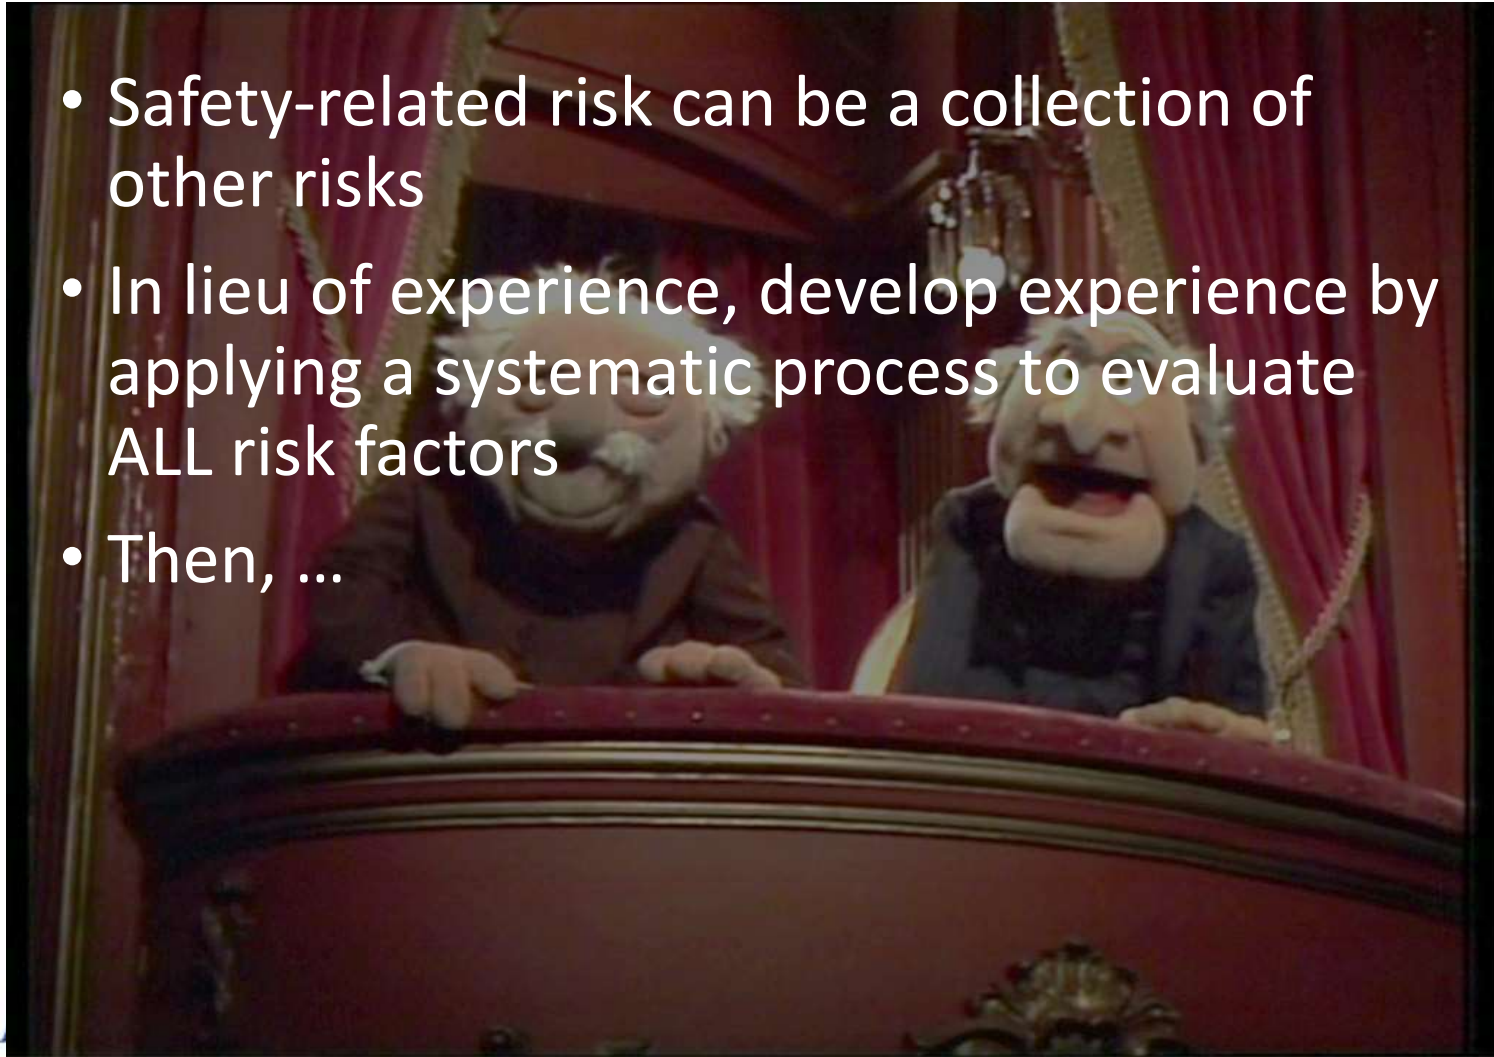 • Safety-related risk can be a collection of
other risks
• In lieu of experience, develop experience by
applying a systematic process to evaluate
ALL risk factors
• Then, …